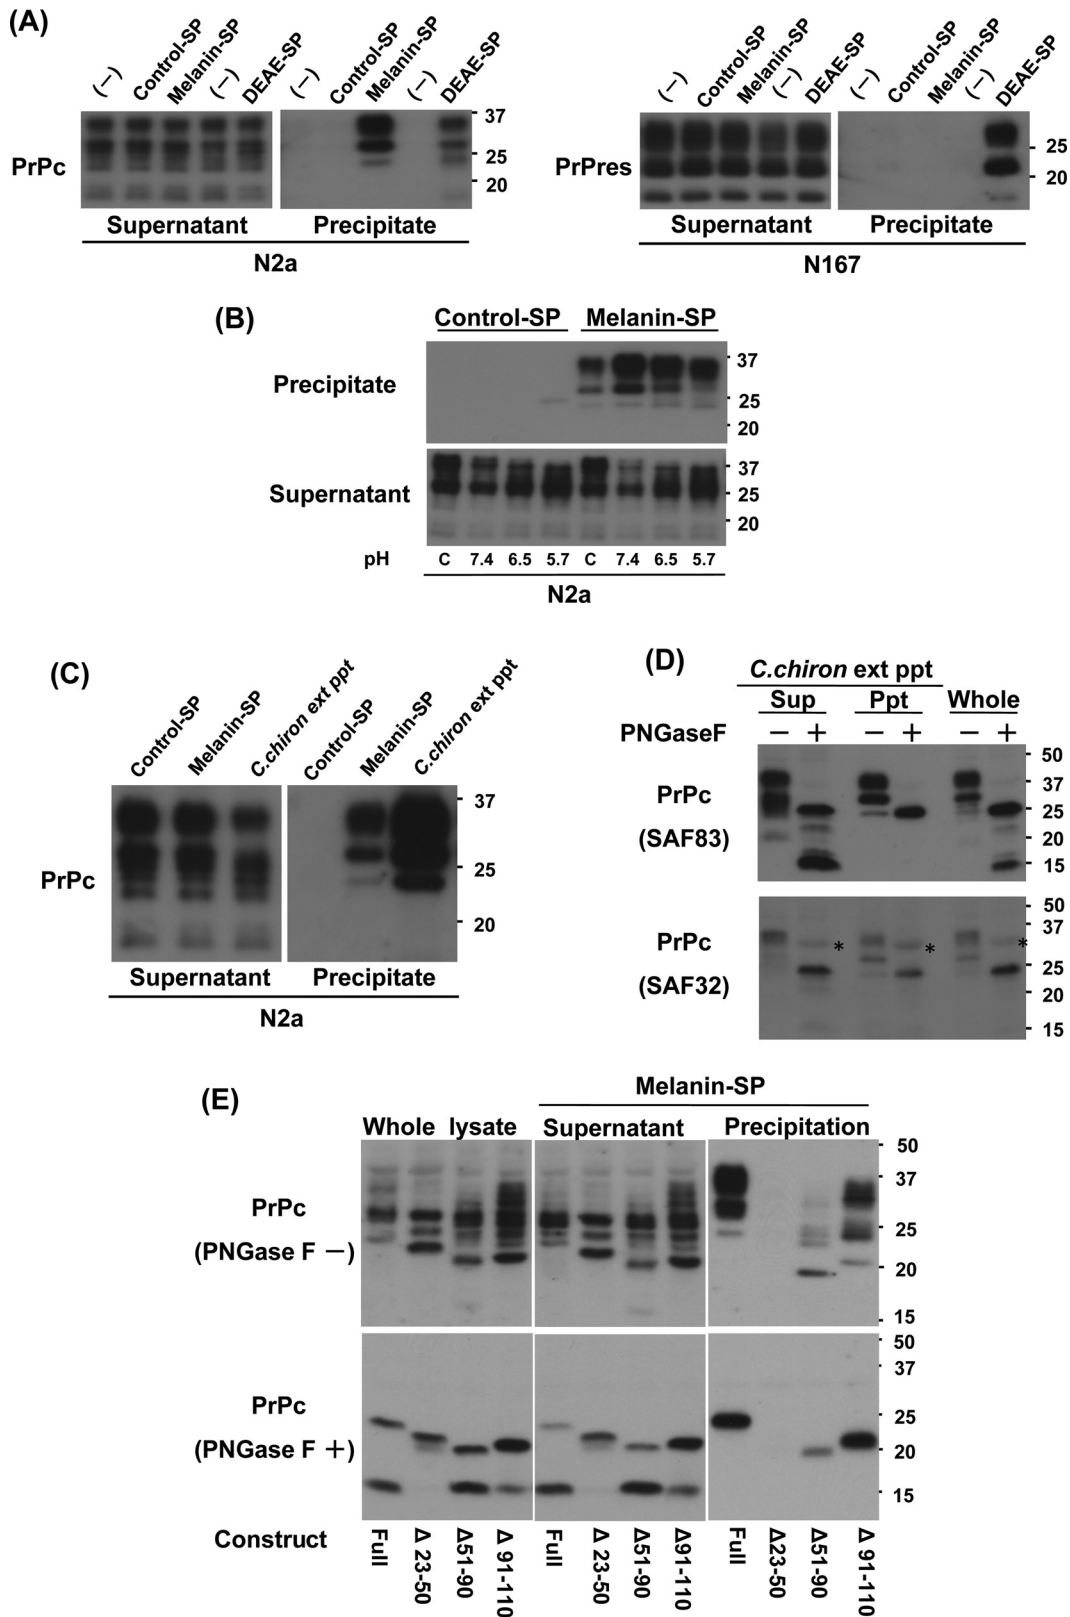 (A)
(−) Control-SP Melanin-SP (−) DEAE-SP (−) Control-SP Melanin-SP (−) DEAE-SP
37
PrPc
25
20
Supernatant Precipitate
N2a
(−) Control-SP Melanin-SP (−) DEAE-SP (−) Control-SP Melanin-SP (−) DEAE-SP
25
PrPres
20
Supernatant Precipitate
N167
(B)
Control-SP Melanin-SP
37
Precipitate
25
20
37
Supernatant
25
20
pH C 7.4 6.5 5.7 C 7.4 6.5 5.7
N2a
(C)
Control-SP Melanin-SP C.chiron ext ppt Control-SP Melanin-SP C.chiron ext ppt
37
25
PrPc
20
Supernatant Precipitate
N2a
(D)
C.chiron ext ppt
Sup Ppt Whole
PNGaseF − + − + − +
50
37
PrPc
25
(SAF83)
20
15
50
37
PrPc
* * *
25
(SAF32)
20
15
(E)
Melanin-SP
Whole lysate Supernatant Precipitation
50
37
PrPc
25
(PNGase F −)
20
15
50
37
PrPc
25
(PNGase F +)
20
15
Construct Full Δ 23-50 Δ51-90 Δ 91-110 Full Δ 23-50 Δ51-90 Δ91-110 Full Δ23-50 Δ51-90 Δ 91-110